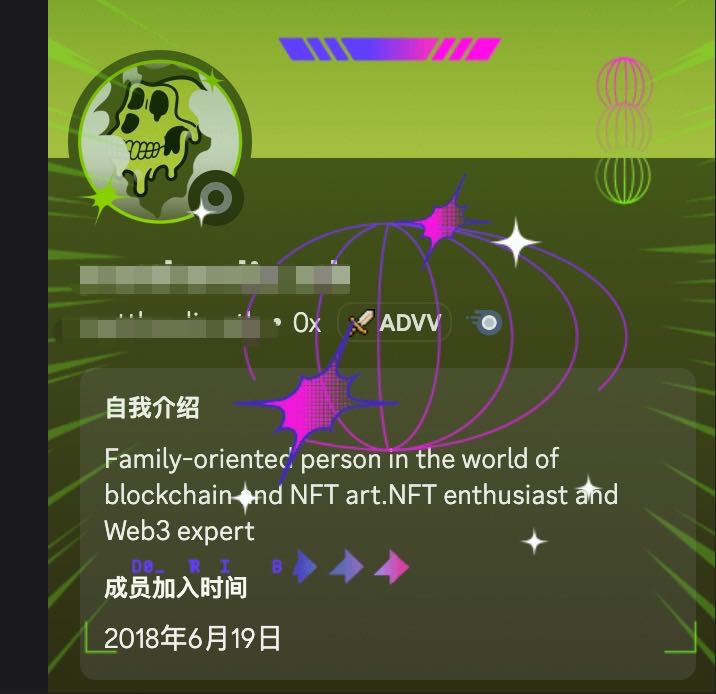 • 0x ADVV
自我介绍
Family-oriented person in the world of
blockchain and NFT art.NFT enthusiast and
Web3 expert
D0_ R I B
成员加入时间
2018年6月19日